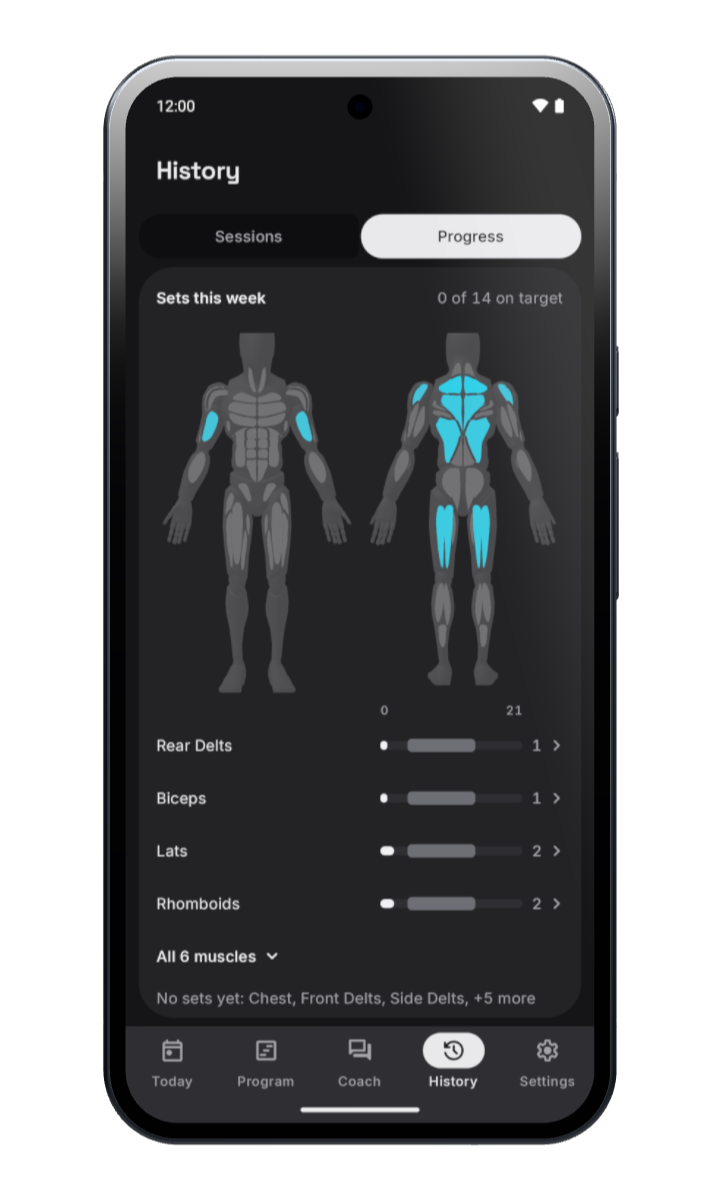 12:00
History
Sessions Progress
Sets this week 0 of 14 on target
0 21
Rear Delts 1
Biceps 1
Lats 2
Rhomboids 2
All 6 muscles
No sets yet: Chest, Front Delts, Side Delts, +5 more
Today Program Coach History Settings